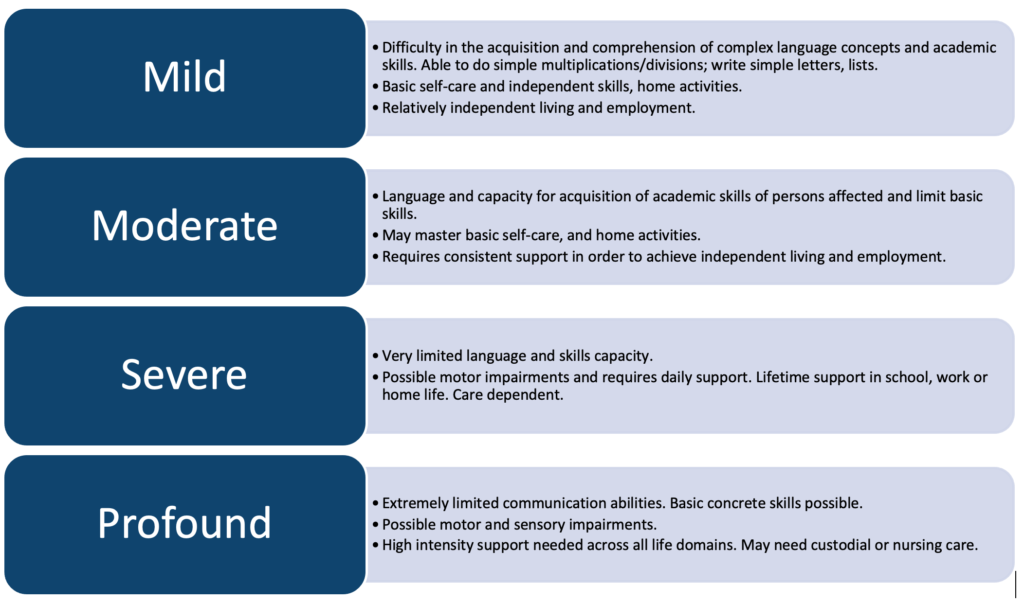 Mild
• Difficulty in the acquisition and comprehension of complex language concepts and academic
skills. Able to do simple multiplications/divisions; write simple letters, lists.
• Basic self-care and independent skills, home activities.
• Relatively independent living and employment.
Moderate
• Language and capacity for acquisition of academic skills of persons affected and limit basic
skills.
• May master basic self-care, and home activities.
• Requires consistent support in order to achieve independent living and employment.
Severe
• Very limited language and skills capacity.
• Possible motor impairments and requires daily support. Lifetime support in school, work or
home life. Care dependent.
Profound
• Extremely limited communication abilities. Basic concrete skills possible.
• Possible motor and sensory impairments.
• High intensity support needed across all life domains. May need custodial or nursing care.